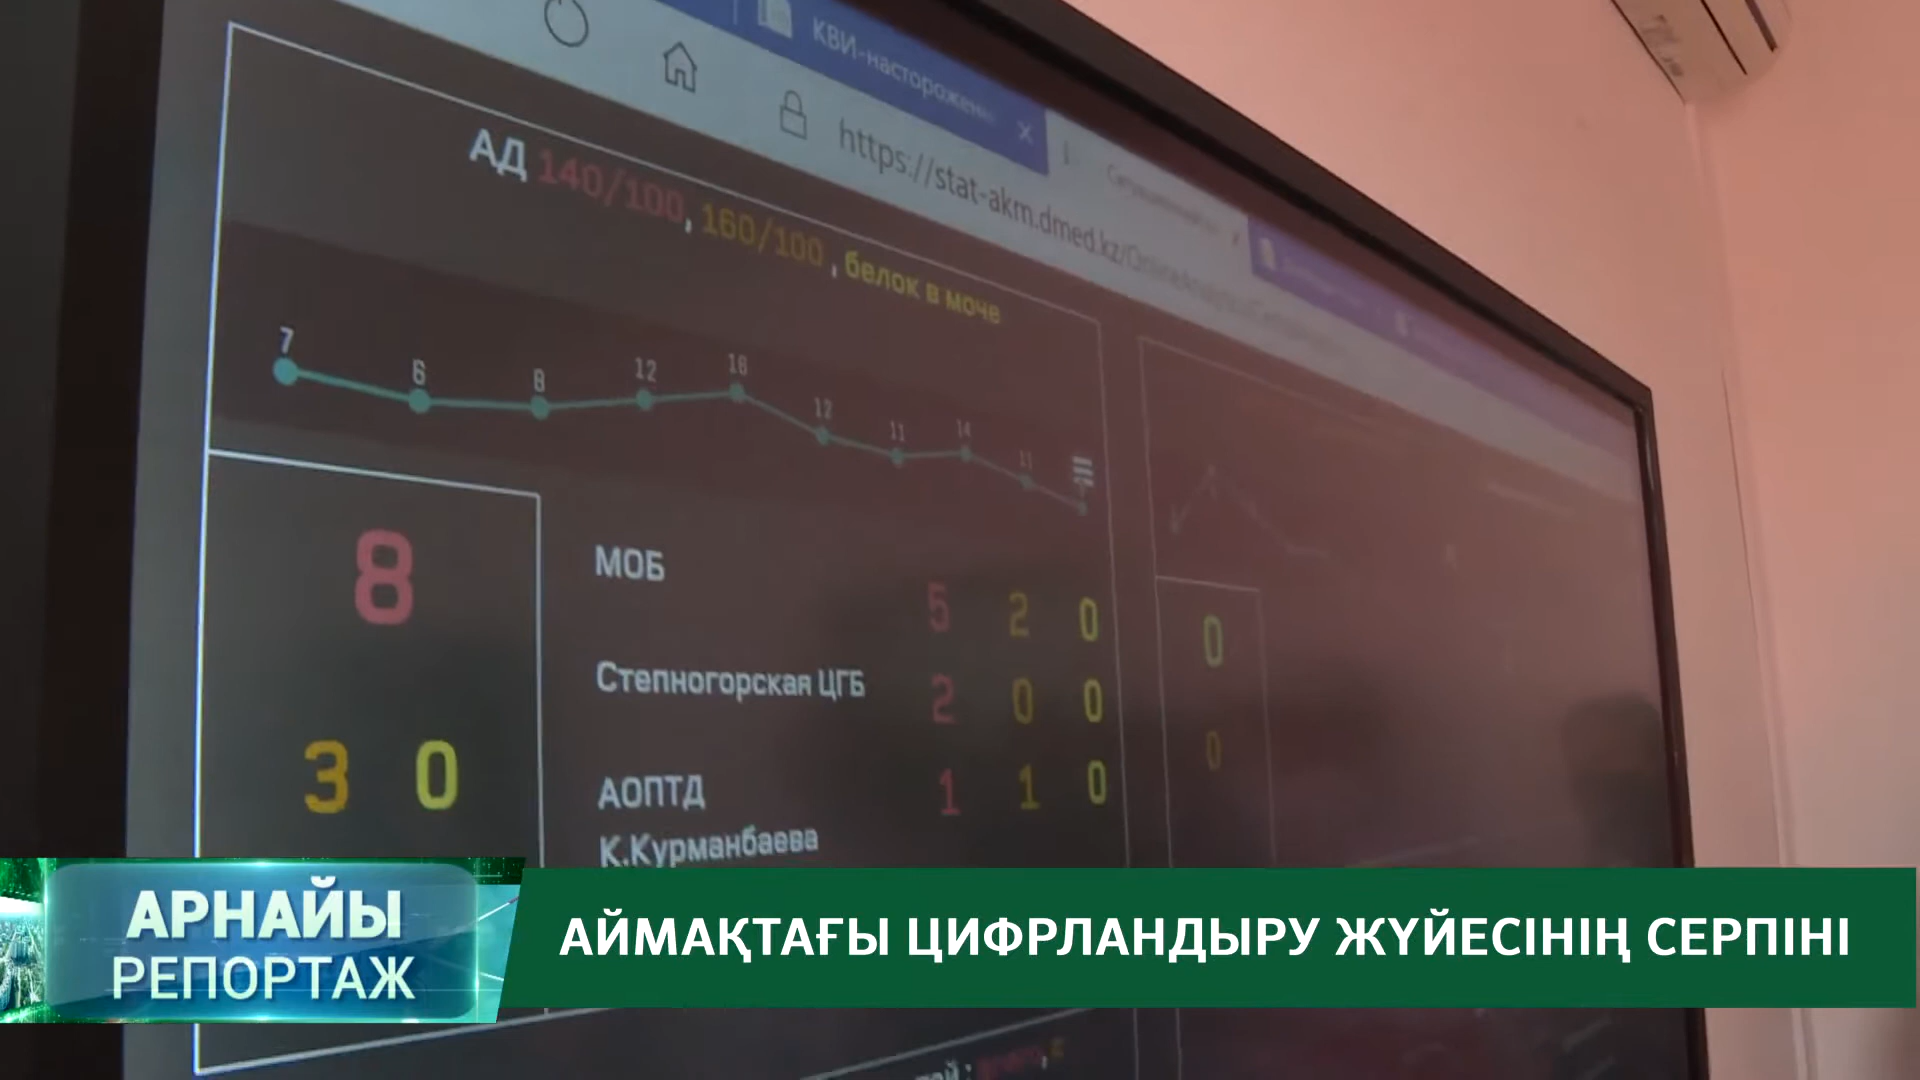 КВИ-насторожен
https://stat-akm.dmed.kz/
АД 140/100, 160/100, белок в моче
7 6 8 12 16 12 11 14 11
8
3 0
МОБ 5 2 0
Степногорская ЦГБ 2 0 0
АОПТД 1 1 0
К.Курманбаева
0
0
АРНАЙЫ
РЕПОРТАЖ
АЙМАҚТАҒЫ ЦИФРЛАНДЫРУ ЖҮЙЕСІНІҢ СЕРПІНІ